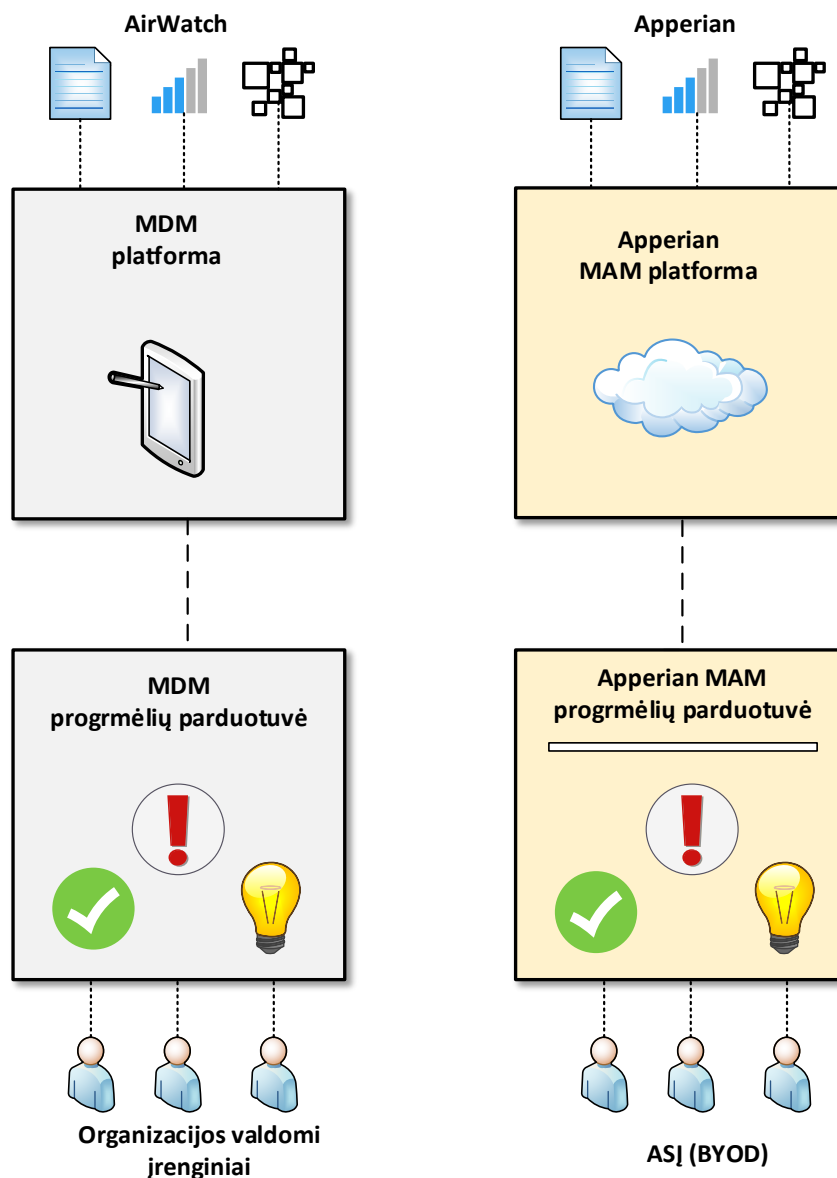 AirWatch
Apperian
MDM
platforma
Apperian
MAM platforma
MDM
progrmėlių parduotuvė
Apperian MAM
progrmėlių parduotuvė
Organizacijos valdomi
įrenginiai
ASĮ (BYOD)